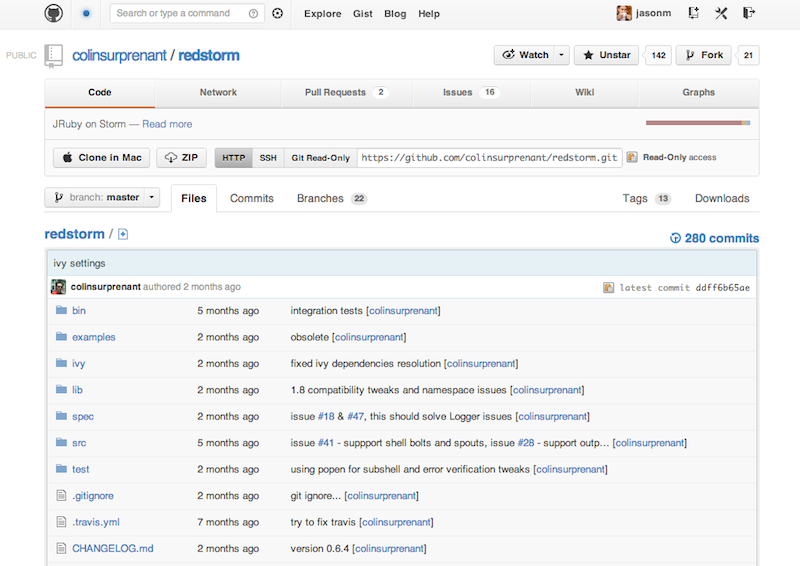 Search or type a command Explore Gist Blog Help jasonm
PUBLIC colinsurprenant / redstorm Watch Unstar 142 Fork 21
Code Network Pull Requests 2 Issues 16 Wiki Graphs
JRuby on Storm — Read more
Clone in Mac ZIP HTTP SSH Git Read-Only https://github.com/colinsurprenant/redstorm.git Read-Only access
branch: master Files Commits Branches 22 Tags 13 Downloads
redstorm / 280 commits
ivy settings
colinsurprenant authored 2 months ago latest commit ddff6b65ae
bin 5 months ago integration tests [colinsurprenant]
examples 2 months ago obsolete [colinsurprenant]
ivy 2 months ago fixed ivy dependencies resolution [colinsurprenant]
lib 2 months ago 1.8 compatibility tweaks and namespace issues [colinsurprenant]
spec 2 months ago issue #18 & #47, this should solve Logger issues [colinsurprenant]
src 5 months ago issue #41 - suppport shell bolts and spouts, issue #28 - support outp… [colinsurprenant]
test 2 months ago using popen for subshell and error verification tweaks [colinsurprenant]
.gitignore 2 months ago git ignore... [colinsurprenant]
.travis.yml 7 months ago try to fix travis [colinsurprenant]
CHANGELOG.md 2 months ago version 0.6.4 [colinsurprenant]